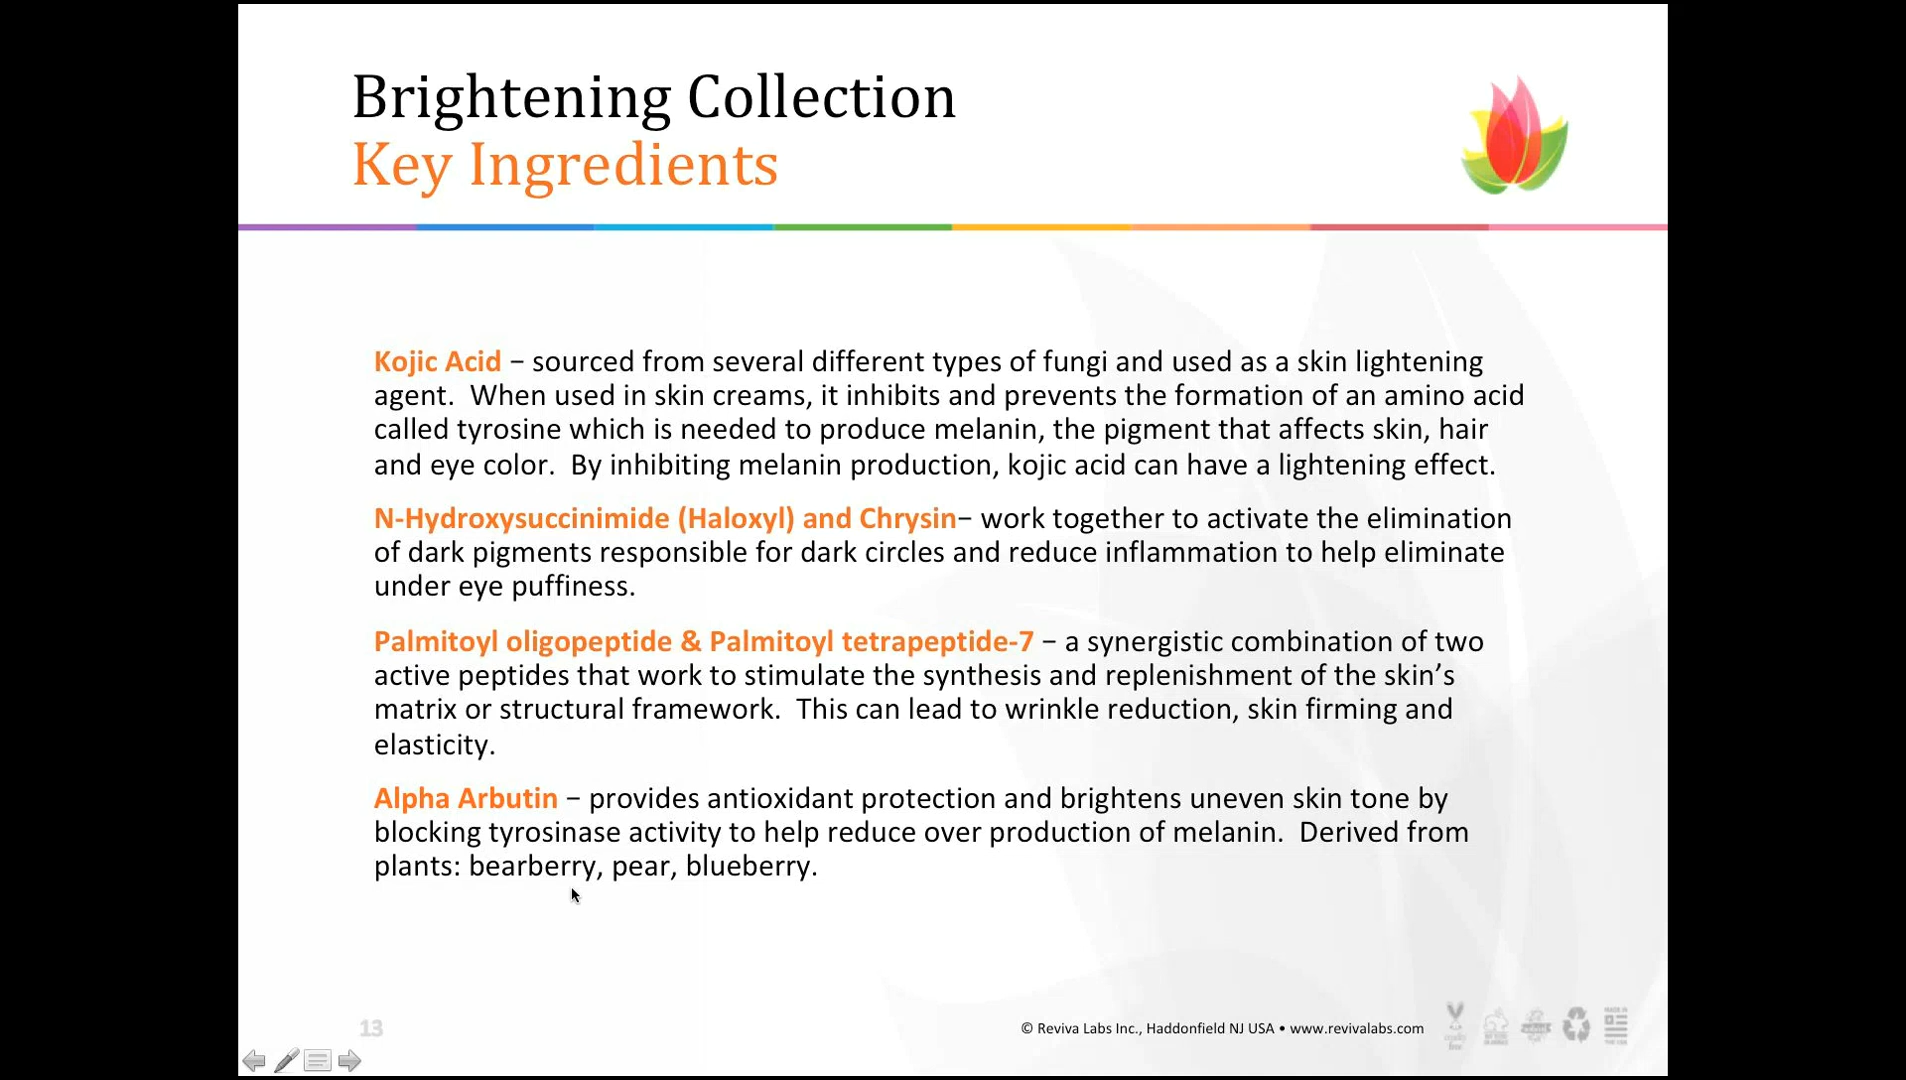 Brightening Collection
Key Ingredients
Kojic Acid – sourced from several different types of fungi and used as a skin lightening
agent.  When used in skin creams, it inhibits and prevents the formation of an amino acid
called tyrosine which is needed to produce melanin, the pigment that affects skin, hair
and eye color.  By inhibiting melanin production, kojic acid can have a lightening effect.
N-Hydroxysuccinimide (Haloxyl) and Chrysin– work together to activate the elimination
of dark pigments responsible for dark circles and reduce inflammation to help eliminate
under eye puffiness.
Palmitoyl oligopeptide & Palmitoyl tetrapeptide-7 – a synergistic combination of two
active peptides that work to stimulate the synthesis and replenishment of the skin’s
matrix or structural framework.  This can lead to wrinkle reduction, skin firming and
elasticity.
Alpha Arbutin – provides antioxidant protection and brightens uneven skin tone by
blocking tyrosinase activity to help reduce over production of melanin.  Derived from
plants: bearberry, pear, blueberry.
13
© Reviva Labs Inc., Haddonfield NJ USA • www.revivalabs.com
cruelty
free
MADE IN
THE USA